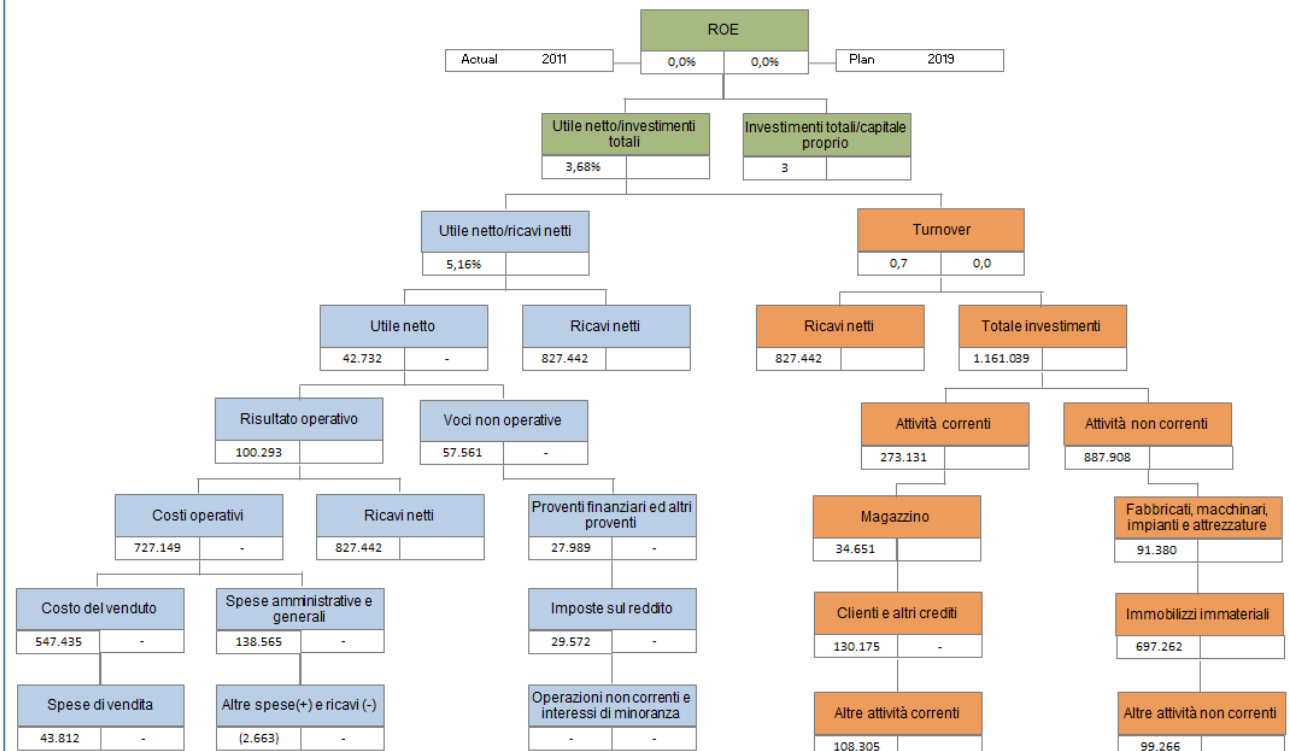 ROE
Actual 2011 0,0% 0,0% Plan 2019
Utile netto/investimenti
totali
Investimenti totali/capitale
proprio
3,68%
3
Utile netto/ricavi netti
Turnover
5,16%
0,7 0,0
Utile netto
Ricavi netti
Ricavi netti
Totale investimenti
42.732 -
827.442
827.442
1.161.039
Risultato operativo
Voci non operative
Attività correnti
Attività non correnti
100.293
57.561 -
273.131
887.908
Costi operativi
Ricavi netti
Proventi finanziari ed altri
proventi
Magazzino
Fabbricati, macchinari,
impianti e attrezzature
727.149 -
827.442
27.989 -
34.651
91.380
Costo del venduto
Spese amministrative e
generali
Imposte sul reddito
Clienti e altri crediti
Immobilizzi immateriali
547.435 -
138.565 -
29.572 -
130.175 -
697.262
Spese di vendita
Altre spese(+) e ricavi (-)
Operazioni non correnti e
interessi di minoranza
Altre attività correnti
Altre attività non correnti
43.812 -
(2.663) -
- -
108.305
99.266